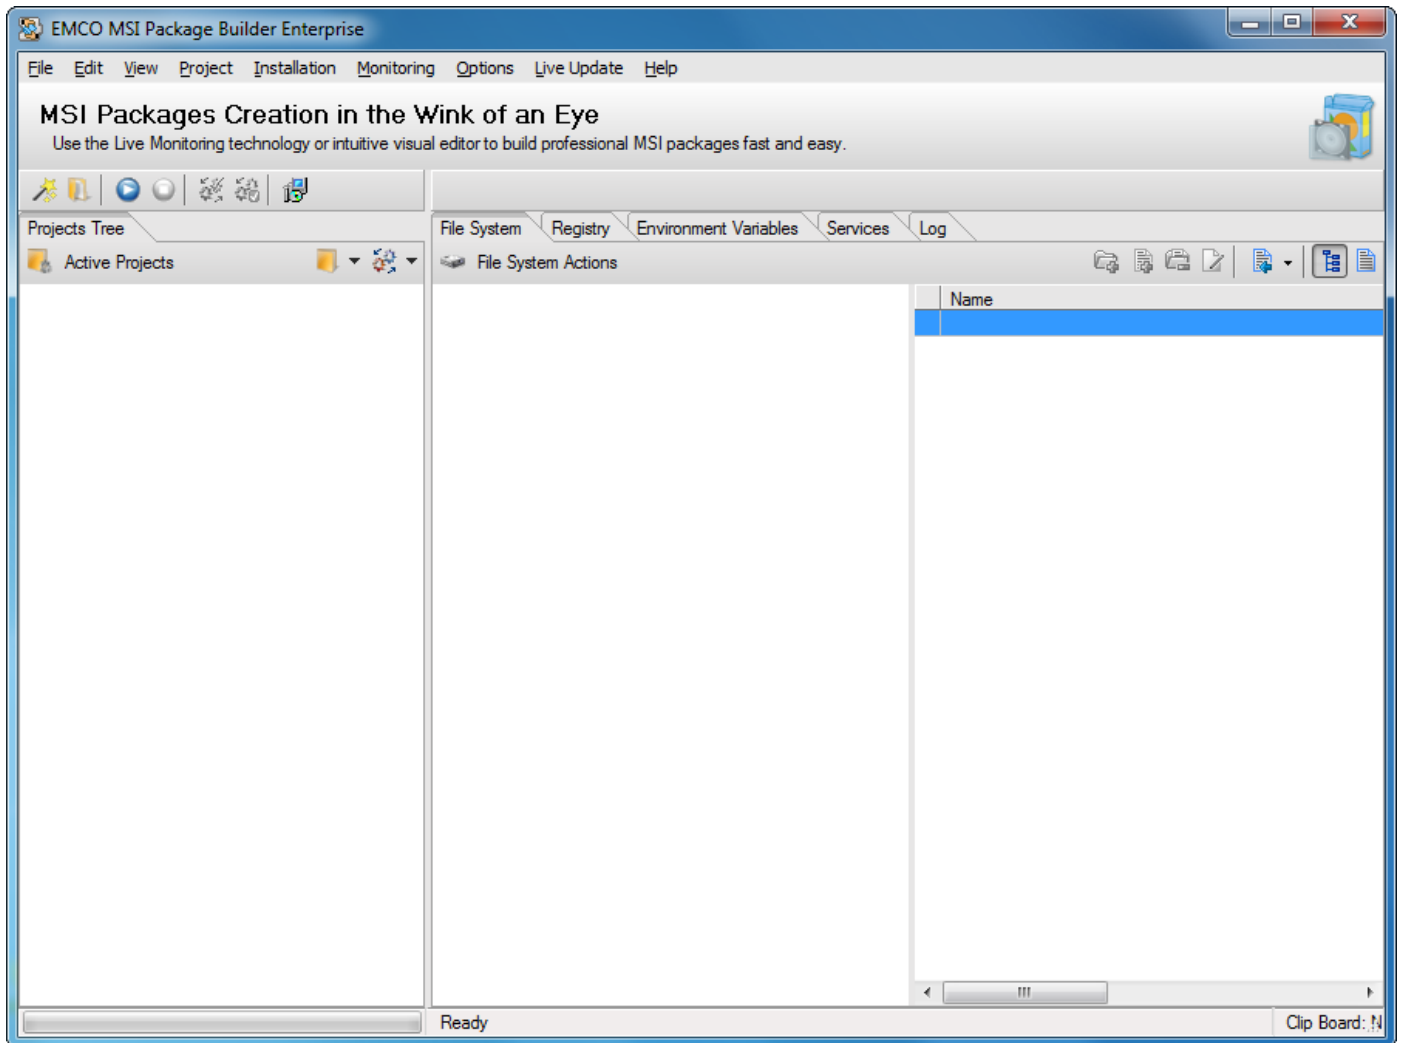 EMCO MSI Package Builder Enterprise
File Edit View Project Installation Monitoring Options Live Update Help
MSI Packages Creation in the Wink of an Eye
Use the Live Monitoring technology or intuitive visual editor to build professional MSI packages fast and easy.
Projects Tree
File System Registry Environment Variables Services Log
Active Projects
File System Actions
Name
Ready
Clip Board: